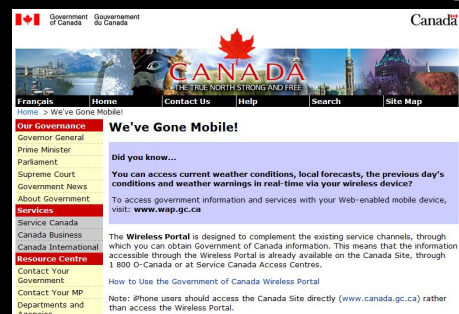 Government of Canada
Gouvernement du Canada
Canada
CANADA
THE TRUE NORTH STRONG AND FREE
Français Home Contact Us Help Search Site Map
Home > We've Gone Mobile!
Our Governance
Governor General
Prime Minister
Parliament
Supreme Court
Government News
About Government
Services
Service Canada
Canada Business
Canada International
Resource Centre
Contact Your
Government
Contact Your MP
Departments and
Agencies
We've Gone Mobile!
Did you know...
You can access current weather conditions, local forecasts, the previous day's
conditions and weather warnings in real-time via your wireless device?
To access government information and services with your Web-enabled mobile device,
visit: www.wap.gc.ca
The Wireless Portal is designed to complement the existing service channels, through
which you can obtain Government of Canada information. This means that the information
accessible through the Wireless Portal is already available on the Canada Site, through
1 800 O-Canada or at Service Canada Access Centres.
How to Use the Government of Canada Wireless Portal
Note: iPhone users should access the Canada Site directly (www.canada.gc.ca) rather
than access the Wireless Portal.